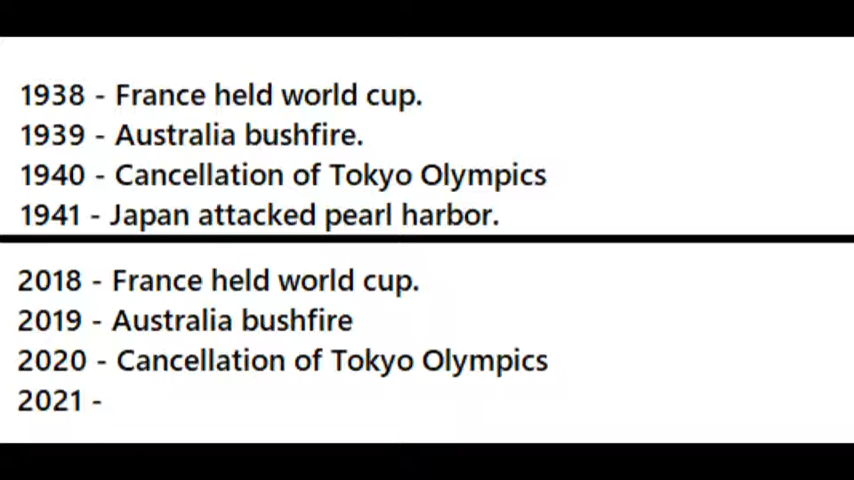 1938 - France held world cup.
1939 - Australia bushfire.
1940 - Cancellation of Tokyo Olympics
1941 - Japan attacked pearl harbor.
2018 - France held world cup.
2019 - Australia bushfire
2020 - Cancellation of Tokyo Olympics
2021 -